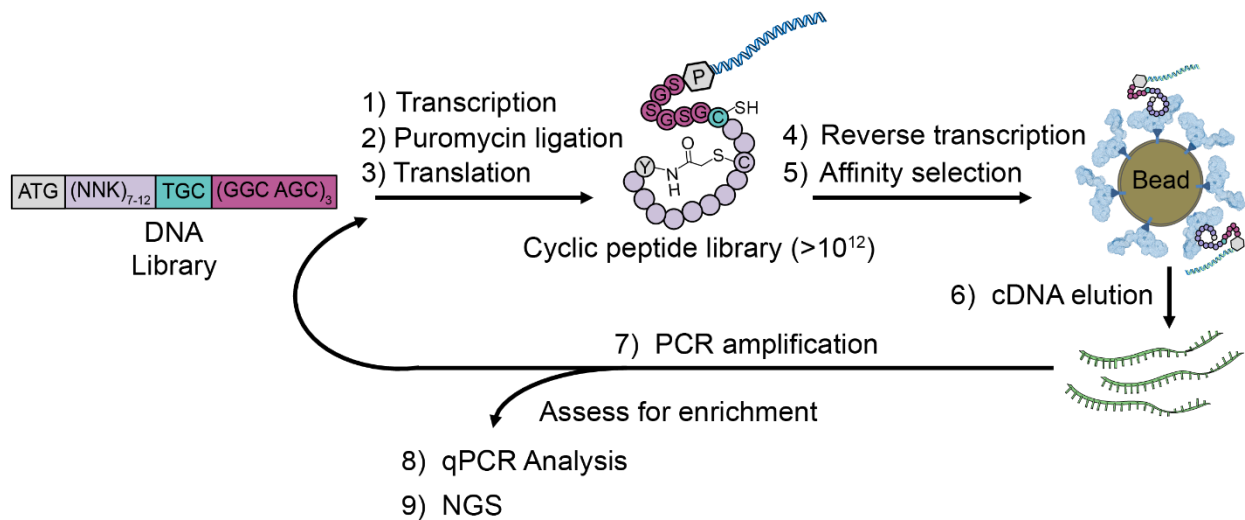 ATG (NNK)7-12 TGC (GGC AGC)3
DNA
Library
1) Transcription
2) Puromycin ligation
3) Translation
P
S
G
S
G
S
G
C
SH
O
S
C
Y
N
H
Cyclic peptide library (>10¹²)
4) Reverse transcription
5) Affinity selection
Bead
6) cDNA elution
7) PCR amplification
Assess for enrichment
8) qPCR Analysis
9) NGS